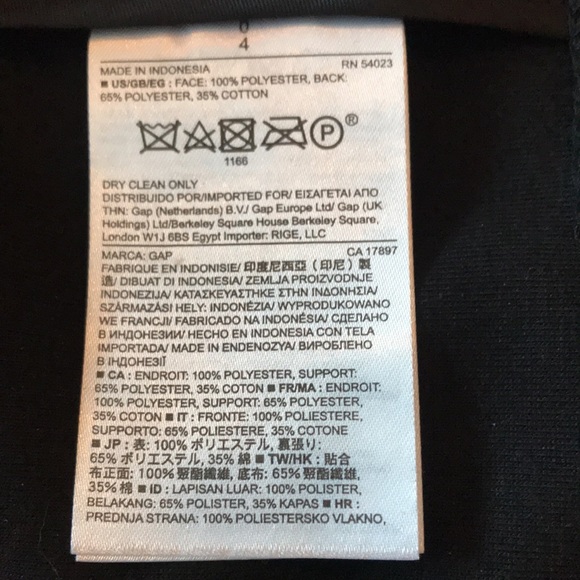 0
4
MADE IN INDONESIA RN 54023
■ US/GB/EG : FACE: 100% POLYESTER, BACK:
65% POLYESTER, 35% COTTON
P®
1166
DRY CLEAN ONLY
DISTRIBUIDO POR/IMPORTED FOR/ ΕΙΣΑΓΕΤΑΙ ΑΠΟ
ΤΗΝ: Gap (Netherlands) B.V./ Gap Europe Ltd/ Gap (UK
Holdings) Ltd/Berkeley Square House Berkeley Square,
London W1J 6BS Egypt Importer: RIGE, LLC
MARCA: GAP CA 17897
FABRIQUE EN INDONISIE/ 印度尼西亞（印尼）製
造/ DIBUAT DI INDONESIA/ ZEMLJA PROIZVODNJE
INDONEZIJA/ ΚΑΤΑΣΚΕΥΑΣΤΗΚΕ ΣΤΗΝ ΙΝΔΟΝΗΣΙΑ/
SZÁRMAZÁSI HELY: INDONÉZIA/ WYPRODUKOWANO
WE FRANCJI/ FABRICADO NA INDONÉSIA/ СДЕЛАНО
В ИНДОНЕЗИИ/ HECHO EN INDONESIA CON TELA
IMPORTADA/ MADE IN ENDENOZYA/ ВИРОБЛЕНО
В ІНДОНЕЗІЇ
■ CA : ENDROIT: 100% POLYESTER, SUPPORT:
65% POLYESTER, 35% COTON ■ FR/MA : ENDROIT:
100% POLYESTER, SUPPORT: 65% POLYESTER,
35% COTON ■ IT : FRONTE: 100% POLIESTERE,
SUPPORTO: 65% POLIESTERE, 35% COTONE
■ JP : 表: 100% ポリエステル, 裏張り:
65% ポリエステル, 35% 綿 ■ TW/HK : 貼合
布正面: 100% 聚酯纖維, 底布: 65% 聚酯纖維,
35% 棉 ■ ID : LAPISAN LUAR: 100% POLISTER,
BELAKANG: 65% POLISTER, 35% KAPAS ■ HR :
PREDNJA STRANA: 100% POLIESTERSKO VLAKNO,